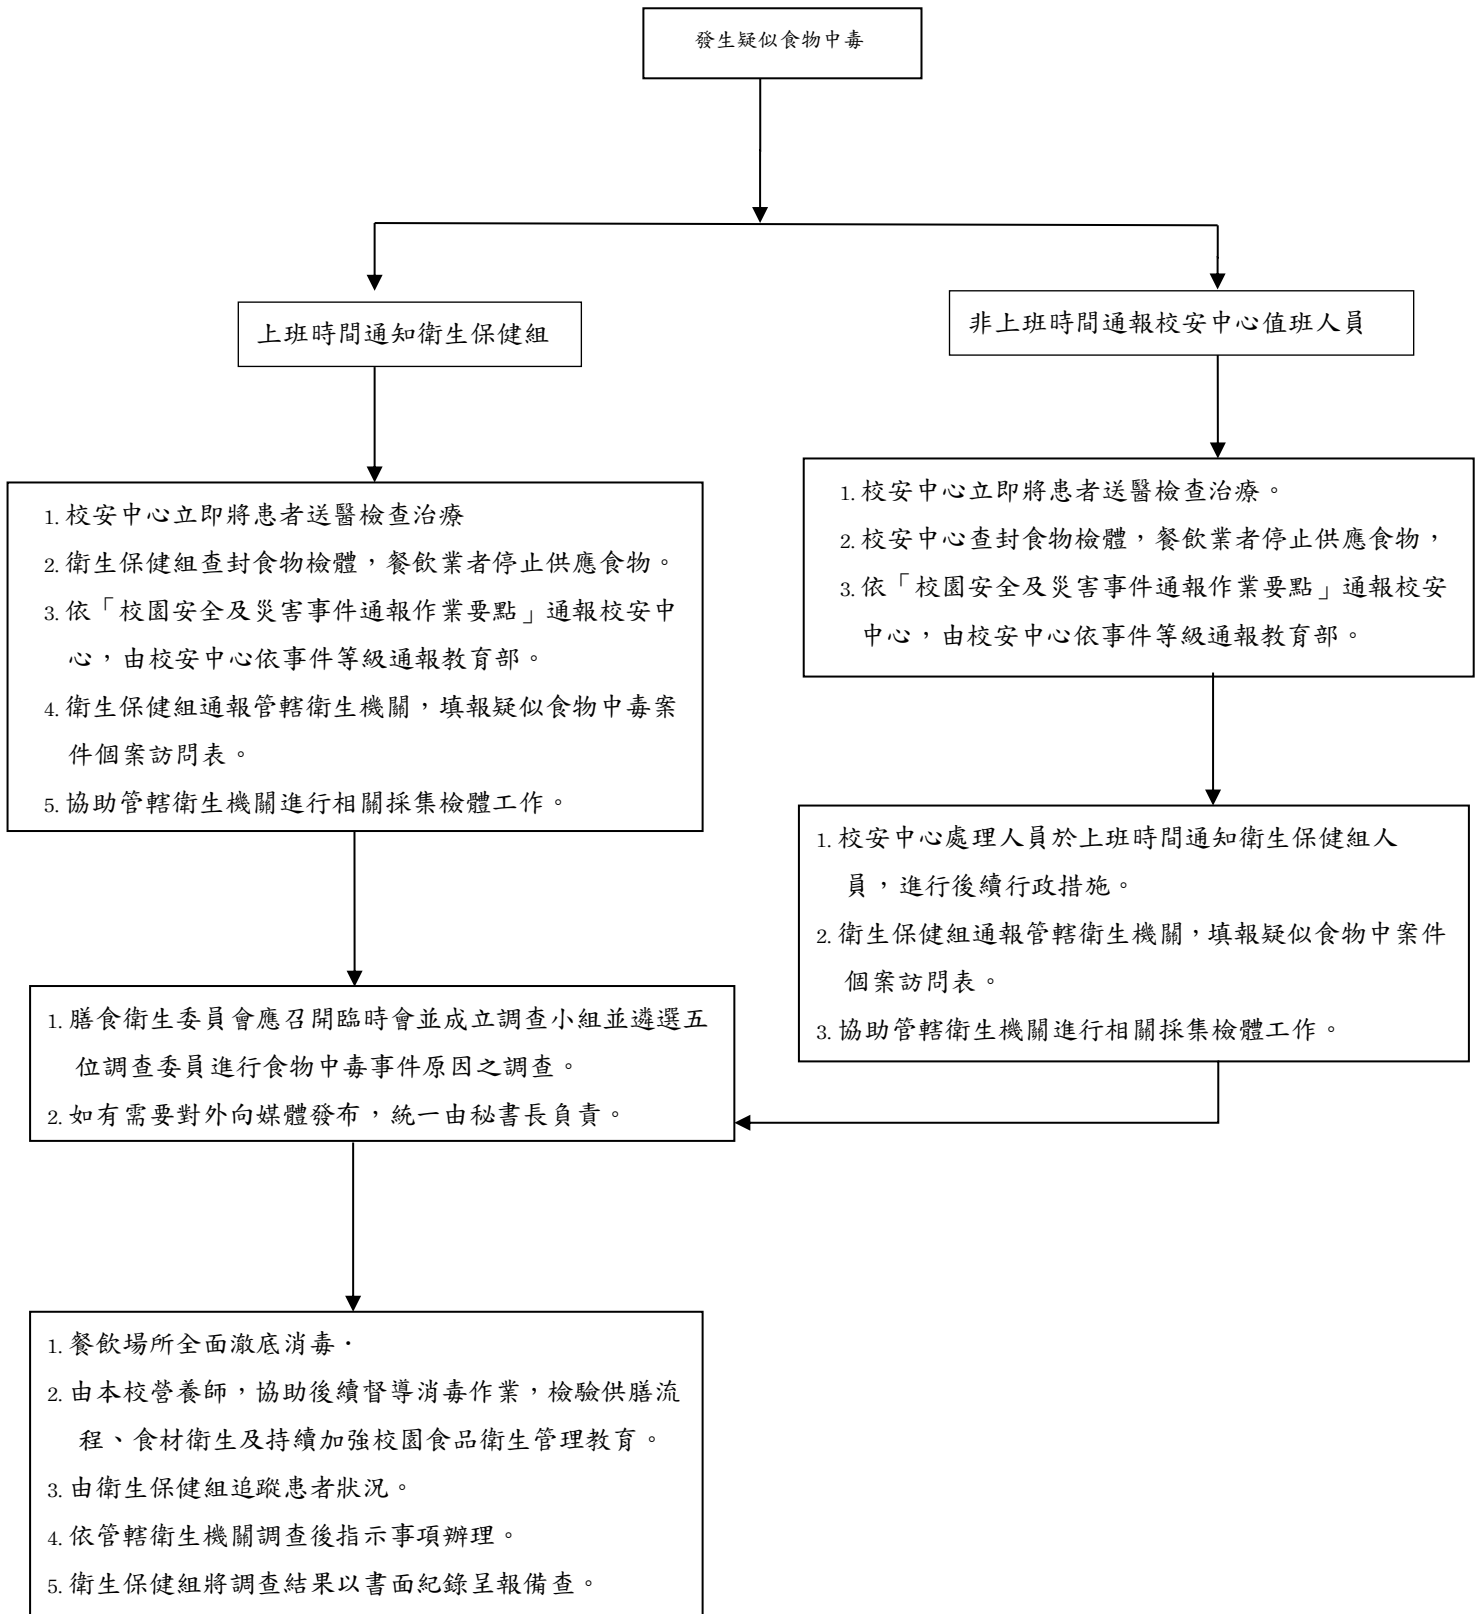 發生疑似食物中毒
上班時間通知衛生保健組
非上班時間通報校安中心值班人員
1. 校安中心立即將患者送醫檢查治療
2. 衛生保健組查封食物檢體，餐飲業者停止供應食物。
3. 依「校園安全及災害事件通報作業要點」通報校安中
心，由校安中心依事件等級通報教育部。
4. 衛生保健組通報管轄衛生機關，填報疑似食物中毒案
件個案訪問表。
5. 協助管轄衛生機關進行相關採集檢體工作。
1. 校安中心立即將患者送醫檢查治療。
2. 校安中心查封食物檢體，餐飲業者停止供應食物，
3. 依「校園安全及災害事件通報作業要點」通報校安
中心，由校安中心依事件等級通報教育部。
1. 校安中心處理人員於上班時間通知衛生保健組人
員，進行後續行政措施。
2. 衛生保健組通報管轄衛生機關，填報疑似食物中案件
個案訪問表。
3. 協助管轄衛生機關進行相關採集檢體工作。
1. 膳食衛生委員會應召開臨時會並成立調查小組並遴選五
位調查委員進行食物中毒事件原因之調查。
2. 如有需要對外向媒體發布，統一由秘書長負責。
1. 餐飲場所全面澈底消毒．
2. 由本校營養師，協助後續督導消毒作業，檢驗供膳流
程、食材衛生及持續加強校園食品衛生管理教育。
3. 由衛生保健組追蹤患者狀況。
4. 依管轄衛生機關調查後指示事項辦理。
5. 衛生保健組將調查結果以書面紀錄呈報備查。